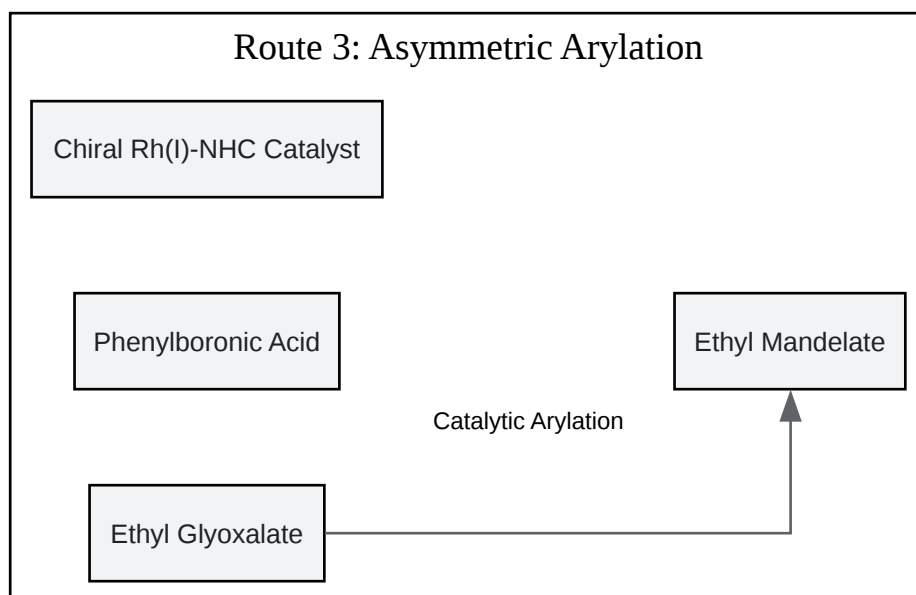 Route 3: Asymmetric Arylation
Chiral Rh(I)-NHC Catalyst
Phenylboronic Acid
Ethyl Mandelate
Catalytic Arylation
Ethyl Glyoxalate